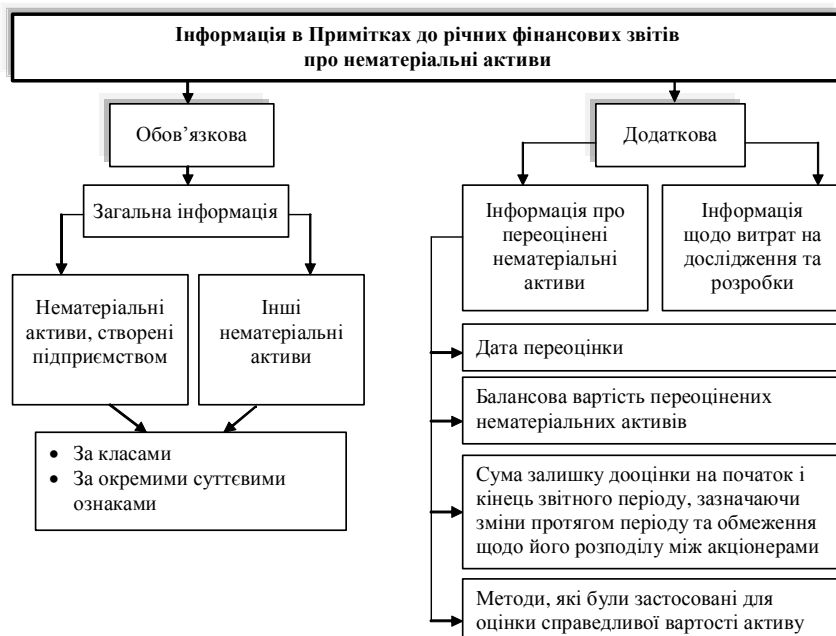 Інформація в Примітках до річних фінансових звітів
про нематеріальні активи
Обов’язкова
Додаткова
Загальна інформація
Нематеріальні
активи, створені
підприємством
Інші
нематеріальні
активи
• За класами
• За окремими суттєвими
ознаками
Інформація про
переоцінені
нематеріальні
активи
Інформація
щодо витрат на
дослідження та
розробки
Дата переоцінки
Балансова вартість переоцінених
нематеріальних активів
Сума залишку дооцінки на початок і
кінець звітного періоду, зазначаючи
зміни протягом періоду та обмеження
щодо його розподілу між акціонерами
Методи, які були застосовані для
оцінки справедливої вартості активу